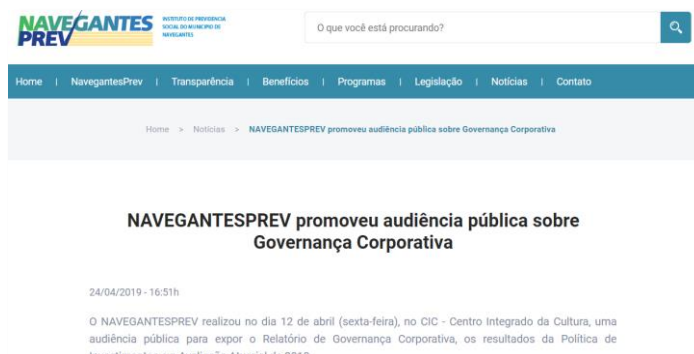 NAVEGANTES
PREV
INSTITUTO DE PREVIDÊNCIA
SOCIAL DO MUNICÍPIO DE
NAVEGANTES
O que você está procurando?
Home | NavegantesPrev | Transparência | Benefícios | Programas | Legislação | Notícias | Contato
Home > Notícias > NAVEGANTESPREV promoveu audiência pública sobre Governança Corporativa
NAVEGANTESPREV promoveu audiência pública sobre
Governança Corporativa
24/04/2019 - 16:51h
O NAVEGANTESPREV realizou no dia 12 de abril (sexta-feira), no CIC - Centro Integrado da Cultura, uma
audiência pública para expor o Relatório de Governança Corporativa, os resultados da Política de